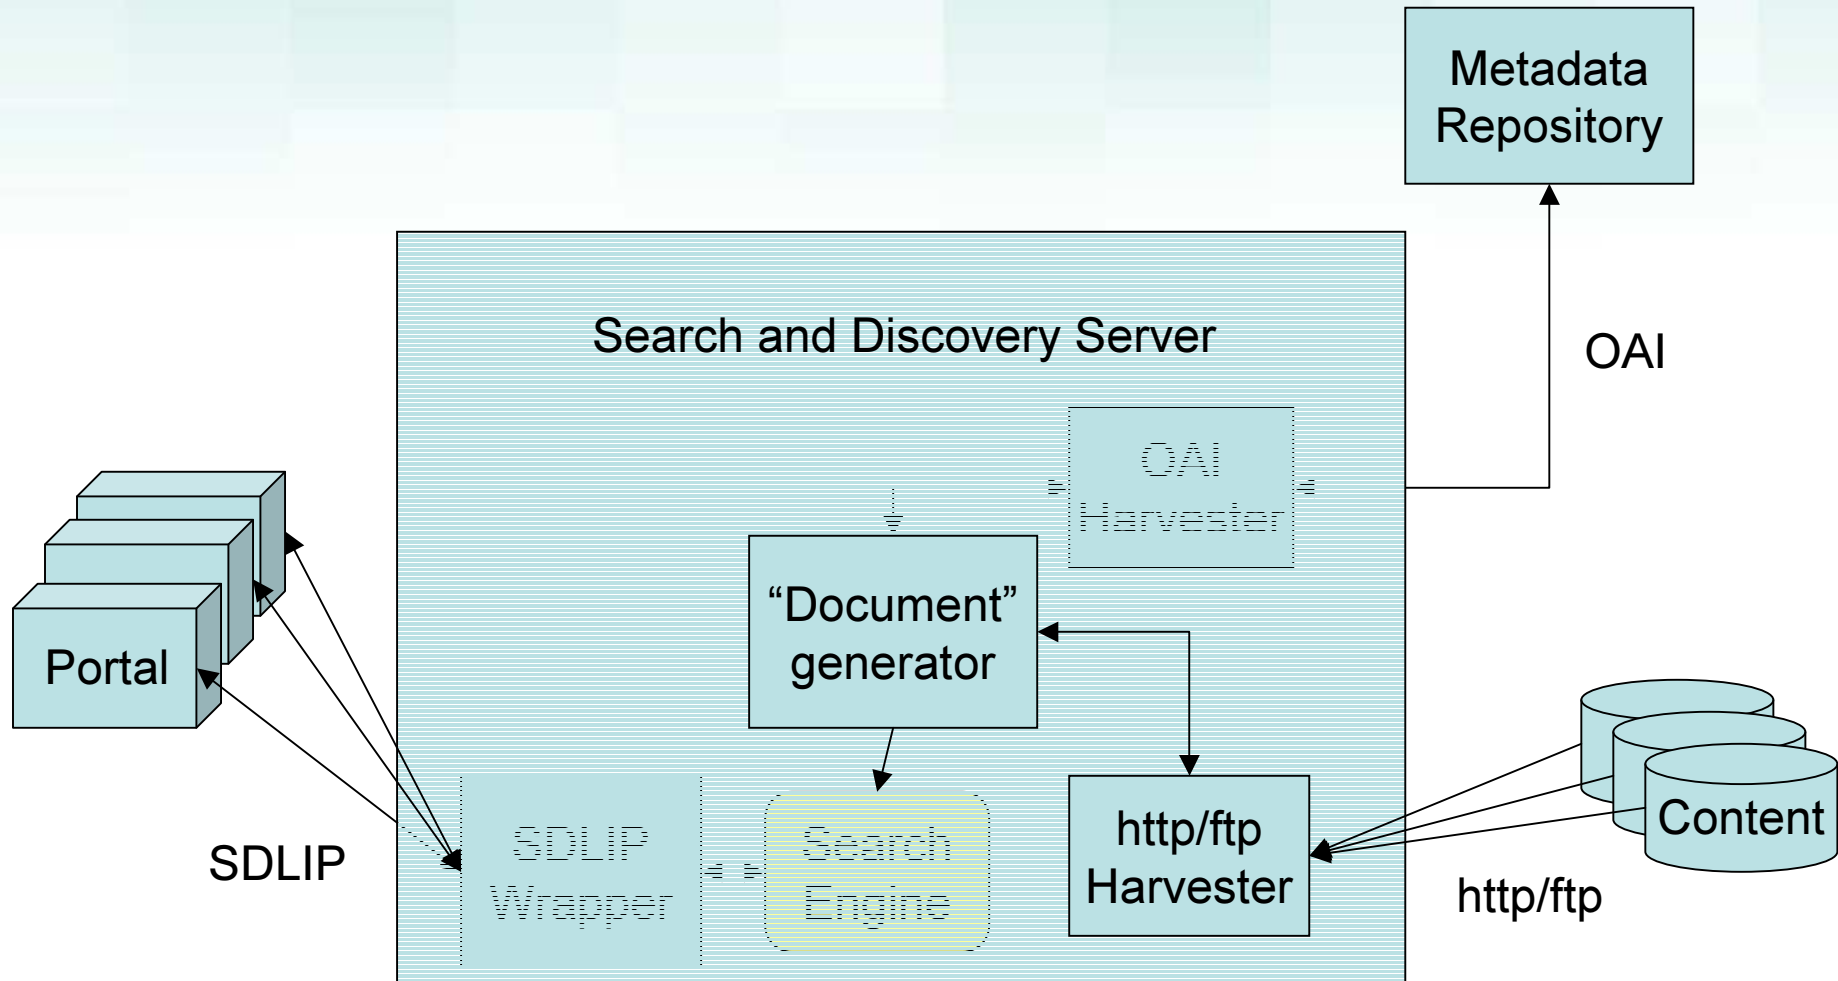 Metadata
Repository
Search and Discovery Server
OAI
OAI
Harvester
“Document”
generator
Portal
Content
http/ftp
Harvester
SDLIP
Wrapper
Search
Engine
SDLIP
http/ftp